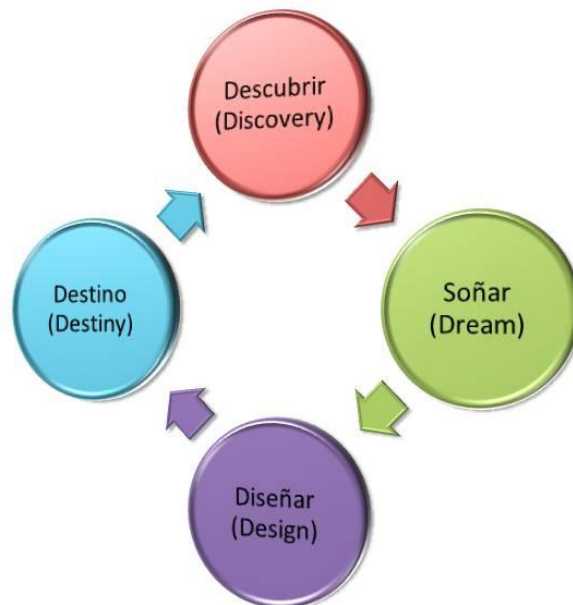 Descubrir
(Discovery)
Soñar
(Dream)
Diseñar
(Design)
Destino
(Destiny)